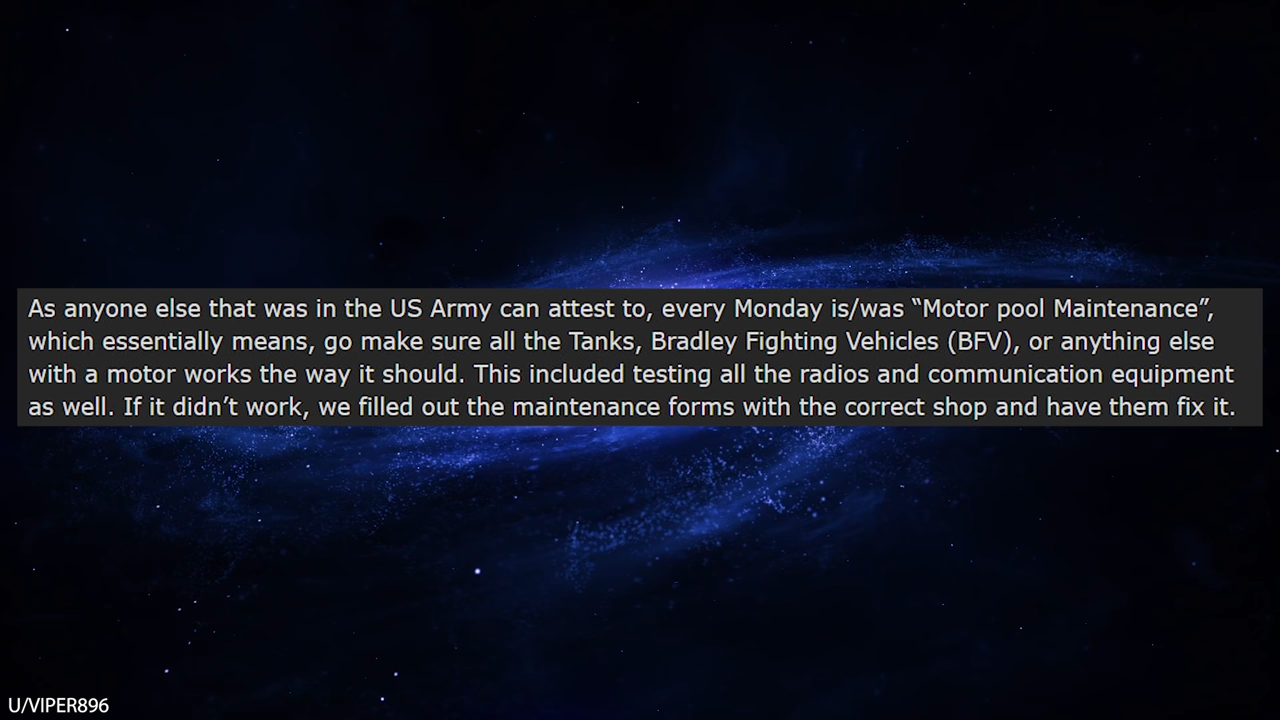 As anyone else that was in the US Army can attest to, every Monday is/was “Motor pool Maintenance”,
which essentially means, go make sure all the Tanks, Bradley Fighting Vehicles (BFV), or anything else
with a motor works the way it should. This included testing all the radios and communication equipment
as well. If it didn’t work, we filled out the maintenance forms with the correct shop and have them fix it.
U/VIPER896